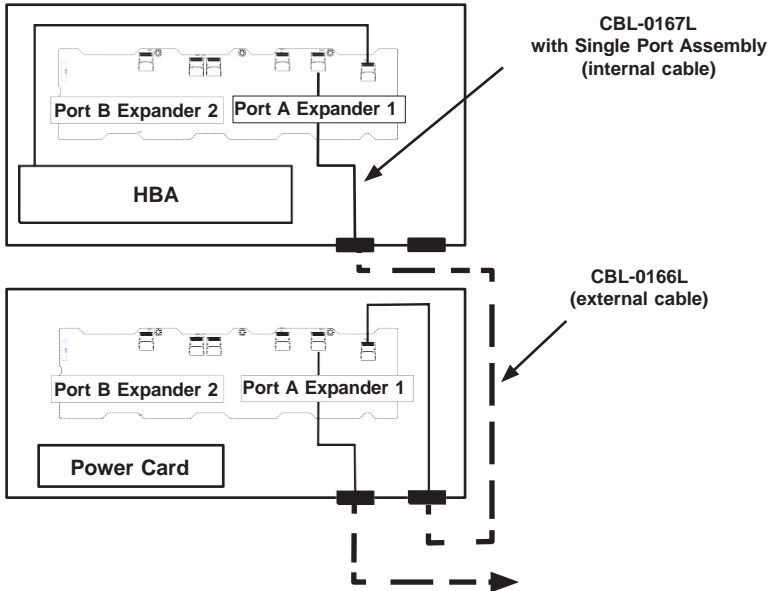 CBL-0167L
with Single Port Assembly
(internal cable)
Port B Expander 2
Port A Expander 1
HBA
CBL-0166L
(external cable)
Port B Expander 2
Port A Expander 1
Power Card